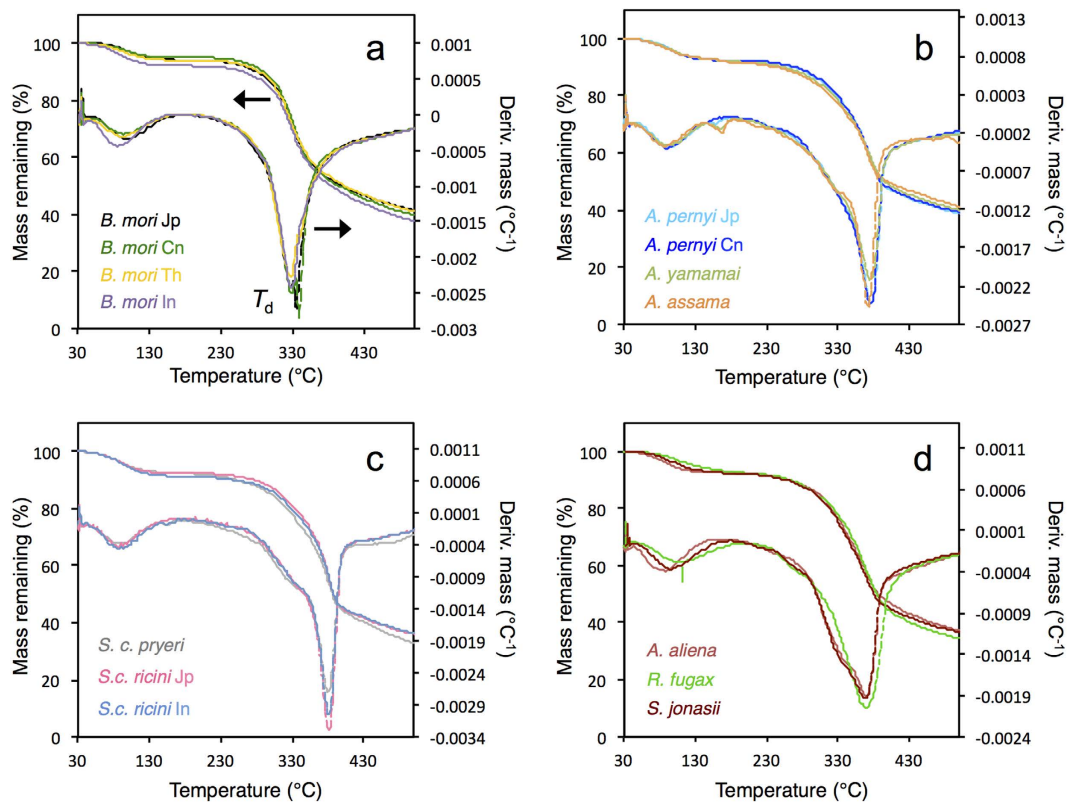 a
100
80
60
40
20
0
Mass remaining (%)
0.001
0.0005
0
-0.0005
-0.001
-0.0015
-0.002
-0.0025
-0.003
Deriv. mass (°C-1)
B. mori Jp
B. mori Cn
B. mori Th
B. mori In
Td
30
130
230
330
430
Temperature (°C)
b
100
80
60
40
20
0
Mass remaining (%)
0.0013
0.0008
0.0003
-0.0002
-0.0007
-0.0012
-0.0017
-0.0022
-0.0027
Deriv. mass (°C-1)
A. pernyi Jp
A. pernyi Cn
A. yamamai
A. assama
30
130
230
330
430
Temperature (°C)
c
100
80
60
40
20
0
Mass remaining (%)
0.0011
0.0006
0.0001
-0.0004
-0.0009
-0.0014
-0.0019
-0.0024
-0.0029
-0.0034
Deriv. mass (°C-1)
S. c. pryeri
S.c. ricini Jp
S.c. ricini In
30
130
230
330
430
Temperature (°C)
d
100
80
60
40
20
0
Mass remaining (%)
0.0011
0.0006
0.0001
-0.0004
-0.0009
-0.0014
-0.0019
-0.0024
Deriv. mass (°C-1)
A. aliena
R. fugax
S. jonasii
30
130
230
330
430
Temperature (°C)